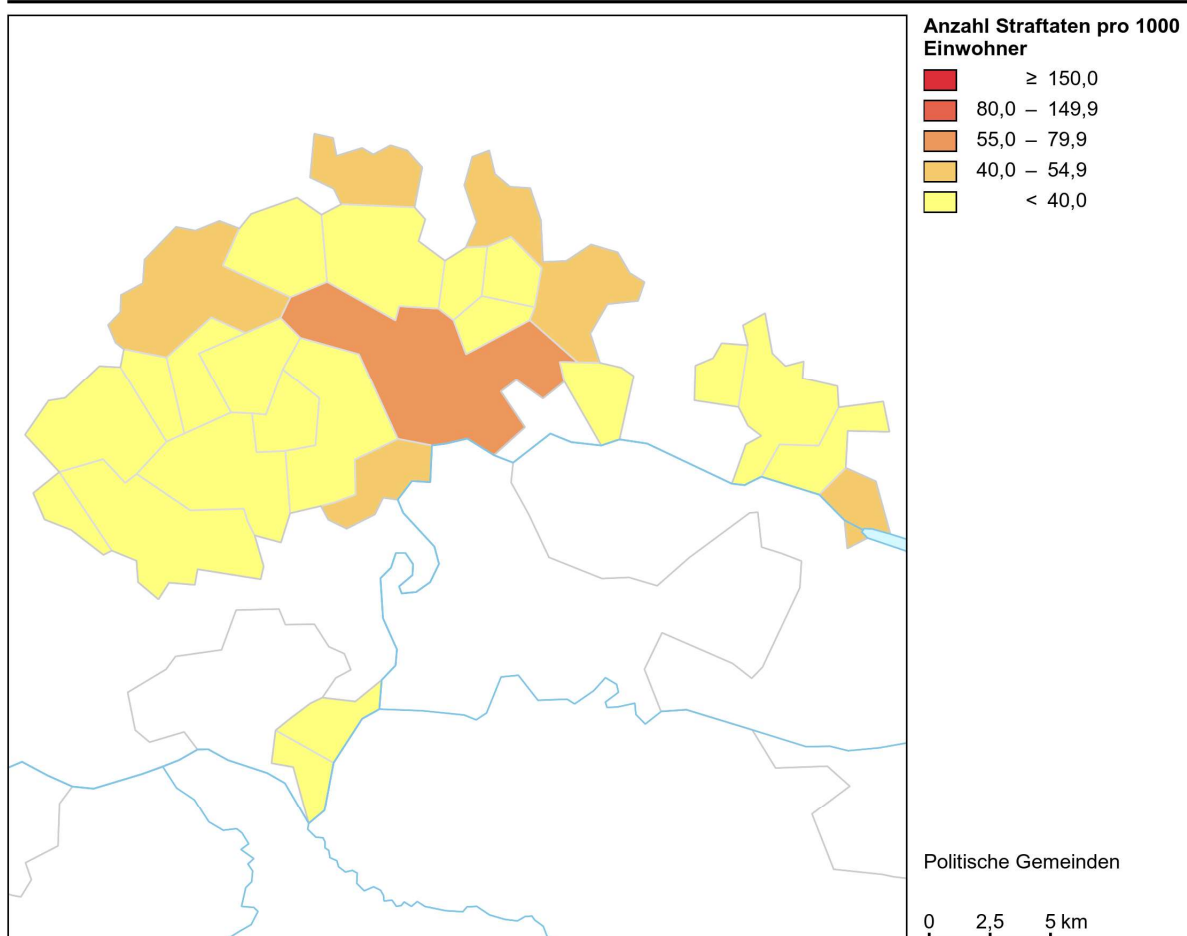 Anzahl Straftaten pro 1000
Einwohner
≥ 150,0
80,0 – 149,9
55,0 – 79,9
40,0 – 54,9
< 40,0
Politische Gemeinden
0 2,5 5 km